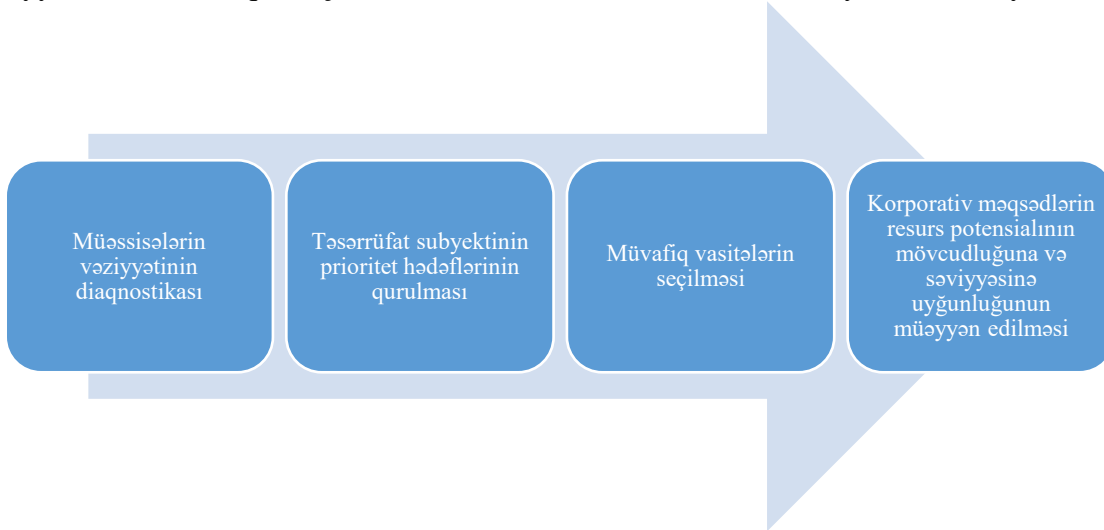 Müəssisələrin
vəziyyətinin
diaqnostikası
Təsərrüfat subyektinin
prioritet hədəflərinin
qurulması
Müvafiq vasitələrin
seçilməsi
Korporativ məqsədlərin
resurs potensialının
mövcudluğuna və
səviyyəsinə
uyğunluğunun
müəyyən edilməsi